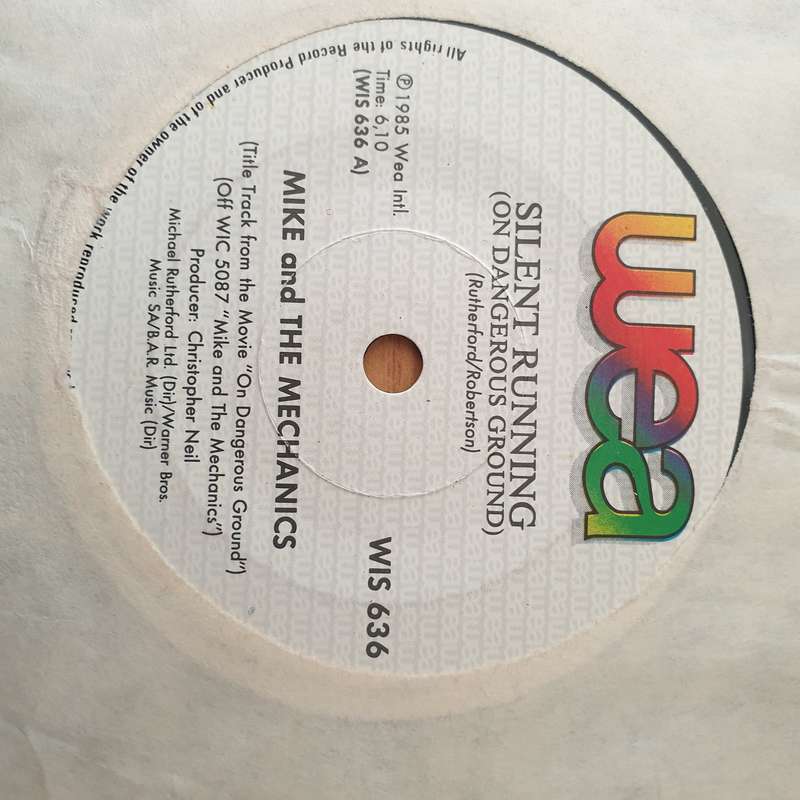 wea
SILENT RUNNING
(ON DANGEROUS GROUND)
(Rutherford/Robertson)
℗ 1985 Wea Intl.
Time: 6,10
(WIS 636 A)
WIS 636
MIKE and THE MECHANICS
(Title Track from the Movie "On Dangerous Ground")
(Off WIC 5087 "Mike and The Mechanics")
Producer: Christopher Neil
Michael Rutherford Ltd. (Dir)/Warner Bros.
Music SA/B.A.R. Music (Dir)
All rights of the Record Producer and of the owner of the work reproduced